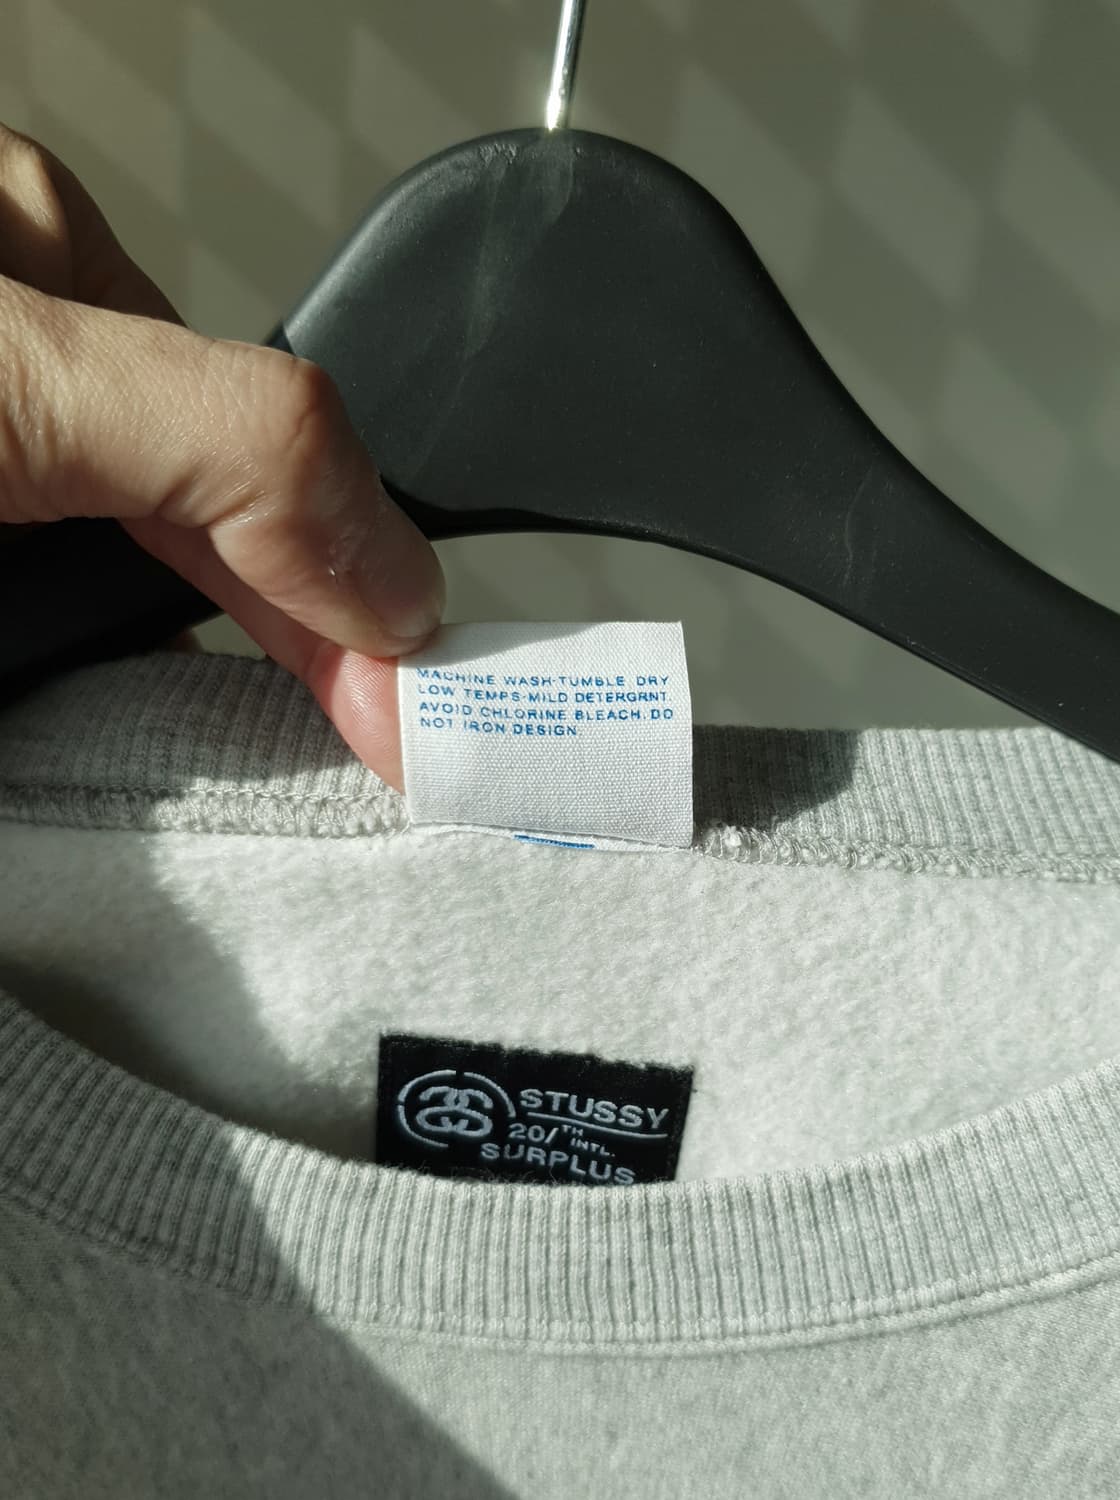 MACHINE WASH-TUMBLE DRY
LOW TEMPS-MILD DETERGRNT.
AVOID CHLORINE BLEACH. DO
NOT IRON DESIGN
STUSSY
20/TH INTL.
SURPLUS